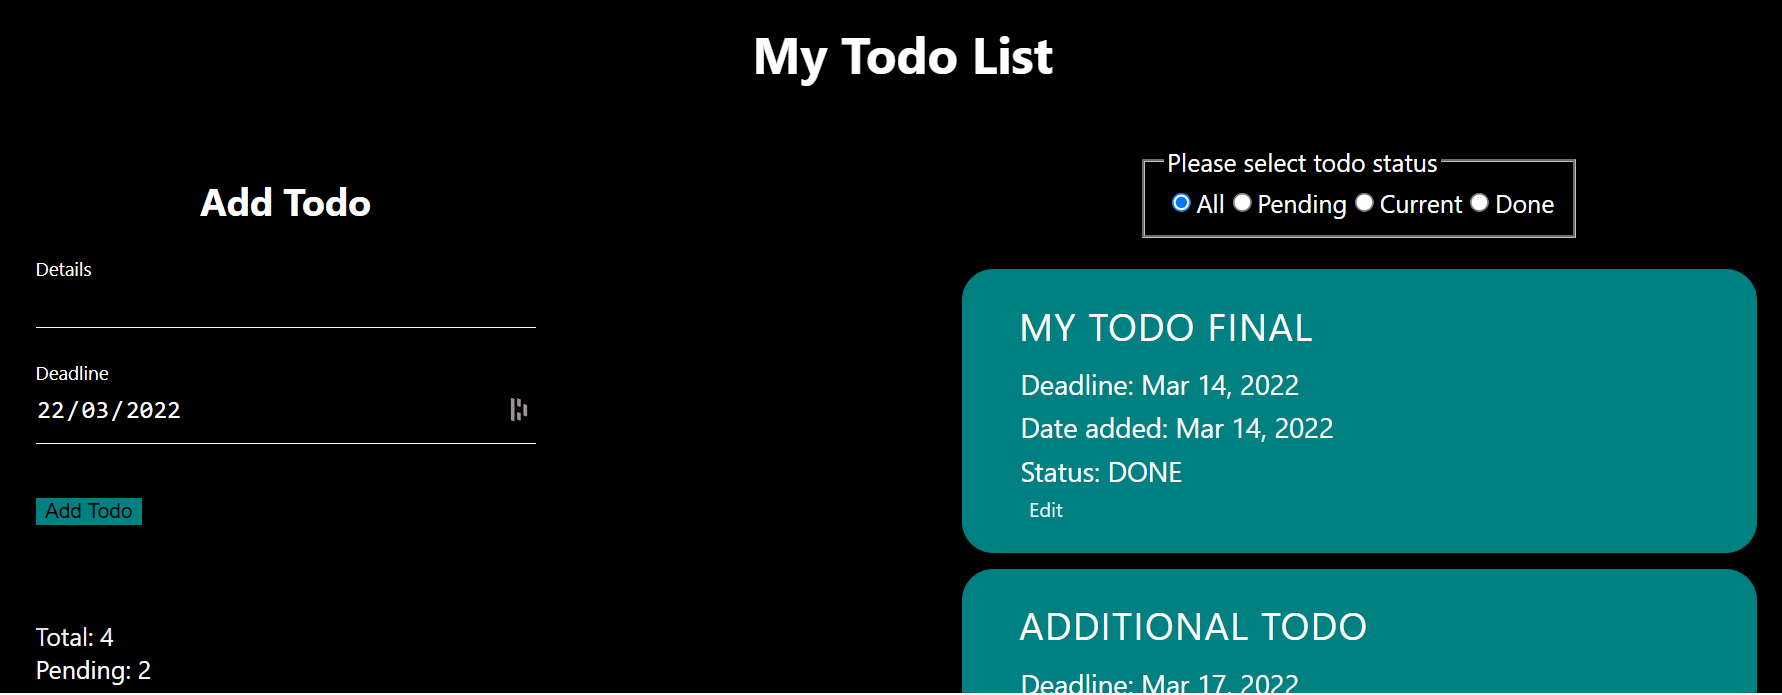 My Todo List
Add Todo
Details
Deadline
22/03/2022
Add Todo
Total: 4
Pending: 2
Please select todo status
All Pending Current Done
MY TODO FINAL
Deadline: Mar 14, 2022
Date added: Mar 14, 2022
Status: DONE
Edit
ADDITIONAL TODO
Deadline: Mar 17, 2022